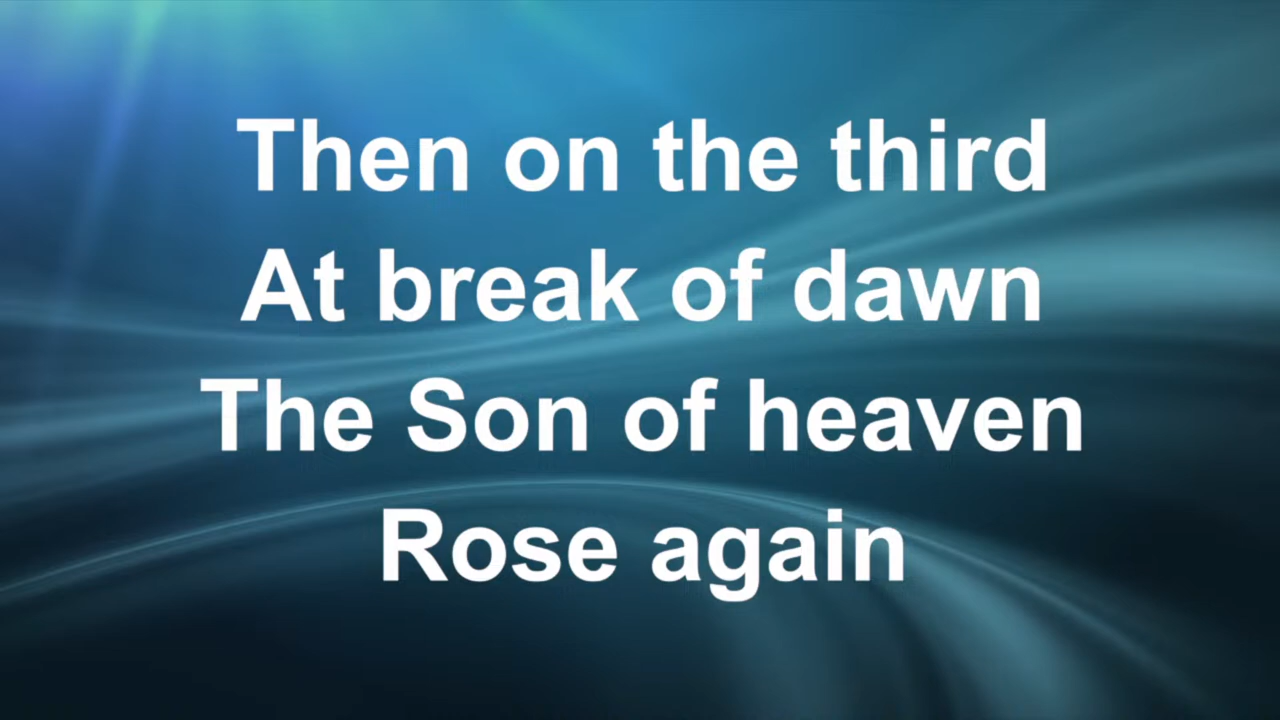 Then on the third
At break of dawn
The Son of heaven
Rose again